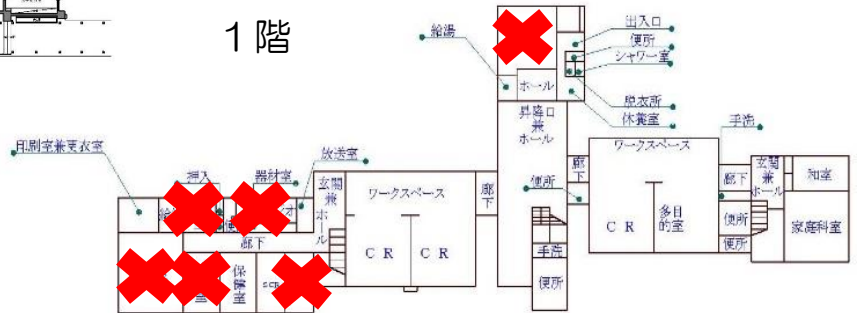 1階
給湯
出入口
便所
シャワー室
ホール
脱衣所
休養室
昇降口兼ホール
手洗
印刷室兼更衣室
押入
器材室
放送室
玄関兼ホール
ワークスペース
廊下
廊下
便所
ワークスペース
廊下
玄関兼ホール
和室
給
便
オ
廊下
CR
CR
CR
多目的室
便所
便所
家庭科室
手洗
便所
室
保健室
SCR